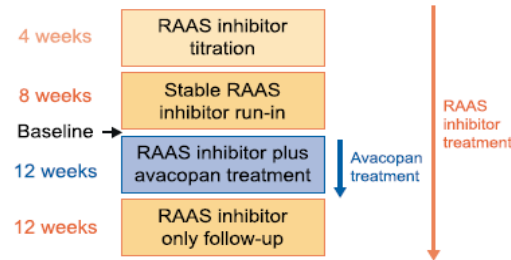 4 weeks
RAAS inhibitor
titration
8 weeks
Stable RAAS
inhibitor run-in
Baseline
12 weeks
RAAS inhibitor plus
avacopan treatment
12 weeks
RAAS inhibitor
only follow-up
Avacopan
treatment
RAAS
inhibitor
treatment